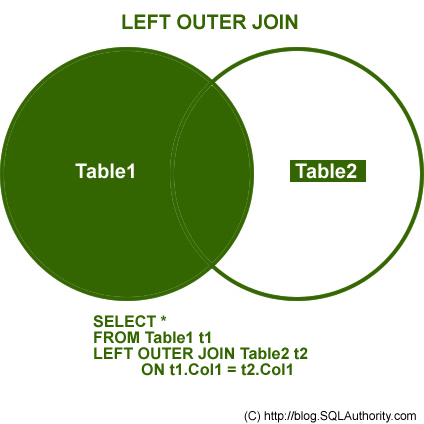 LEFT OUTER JOIN
Table1
Table2
SELECT *
FROM Table1 t1
LEFT OUTER JOIN Table2 t2
ON t1.Col1 = t2.Col1
(C) http://blog.SQLAuthority.com